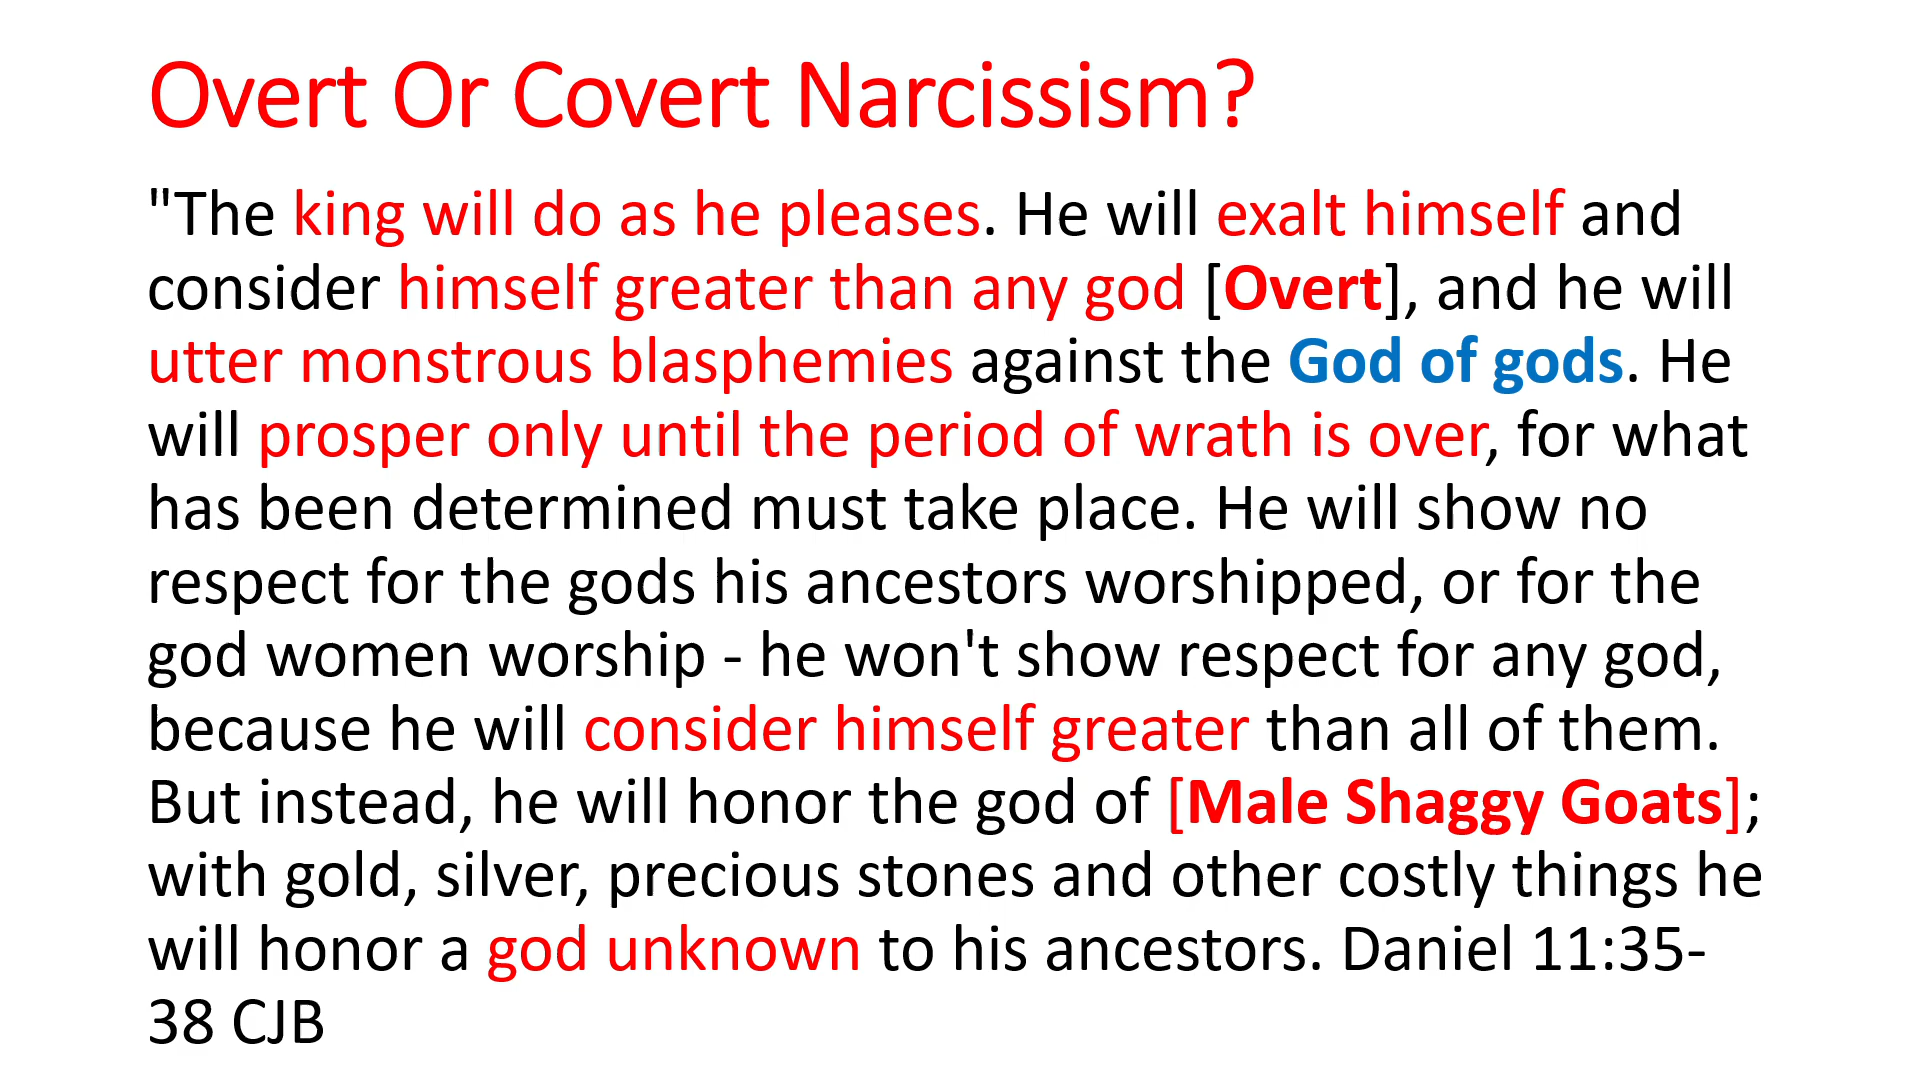 Overt Or Covert Narcissism?
"The king will do as he pleases. He will exalt himself and
consider himself greater than any god [Overt], and he will
utter monstrous blasphemies against the God of gods. He
will prosper only until the period of wrath is over, for what
has been determined must take place. He will show no
respect for the gods his ancestors worshipped, or for the
god women worship - he won't show respect for any god,
because he will consider himself greater than all of them.
But instead, he will honor the god of [Male Shaggy Goats];
with gold, silver, precious stones and other costly things he
will honor a god unknown to his ancestors. Daniel 11:35-
38 CJB